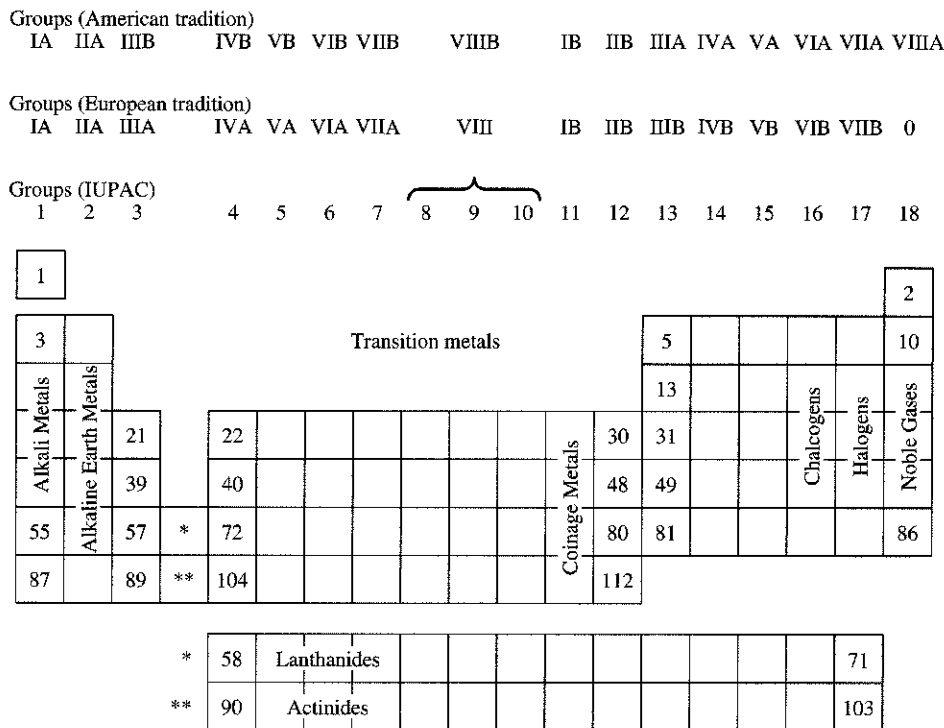 Groups (American tradition)
IA IIA IIIB IVB VB VIB VIIB VIIIB IB IIB IIIA IVA VA VIA VIIA VIIIA
Groups (European tradition)
IA IIA IIIA IVA VA VIA VIIA VIII IB IIB IIIB IVB VB VIB VIIB 0
Groups (IUPAC)
1 2 3 4 5 6 7 8 9 10 11 12 13 14 15 16 17 18
1
2
3 Transition metals 5 10
13
21 22 30 31
39 40 48 49
55 57 * 72 80 81 86
87 89 ** 104 112
Alkali Metals
Alkaline Earth Metals
Coinage Metals
Chalcogens
Halogens
Noble Gases
* 58 Lanthanides 71
** 90 Actinides 103